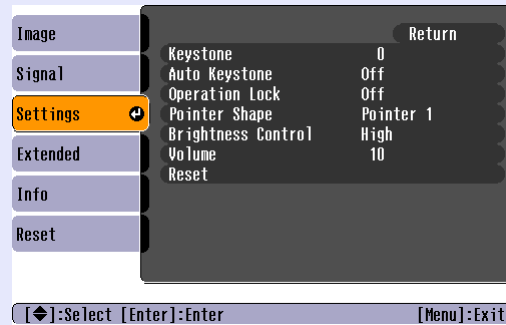 Image
Signal
Settings
Extended
Info
Reset
Return
Keystone 0
Auto Keystone Off
Operation Lock Off
Pointer Shape Pointer 1
Brightness Control High
Volume 10
Reset
[◆]:Select [Enter]:Enter [Menu]:Exit